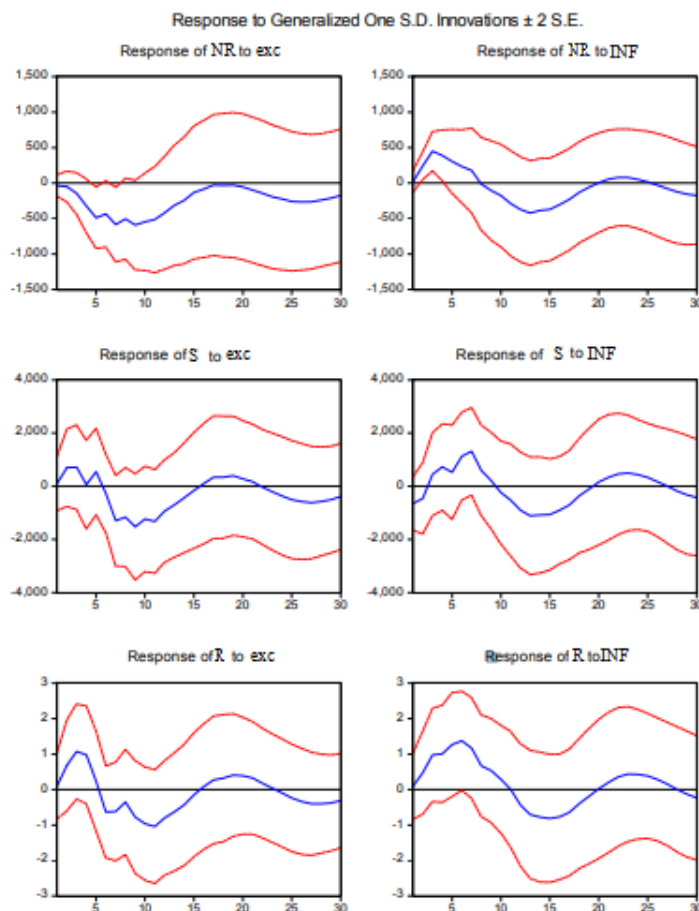 Response to Generalized One S.D. Innovations ± 2 S.E.
Response of NR to exc
Response of NR to INF
1,500
1,000
500
0
-500
-1,000
-1,500
5 10 15 20 25 30
1,500
1,000
500
0
-500
-1,000
-1,500
5 10 15 20 25 30
Response of S to exc
Response of S to INF
4,000
2,000
0
-2,000
-4,000
5 10 15 20 25 30
4,000
2,000
0
-2,000
-4,000
5 10 15 20 25 30
Response of R to exc
Response of R to INF
3
2
1
0
-1
-2
-3
5 10 15 20 25 30
3
2
1
0
-1
-2
-3
5 10 15 20 25 30